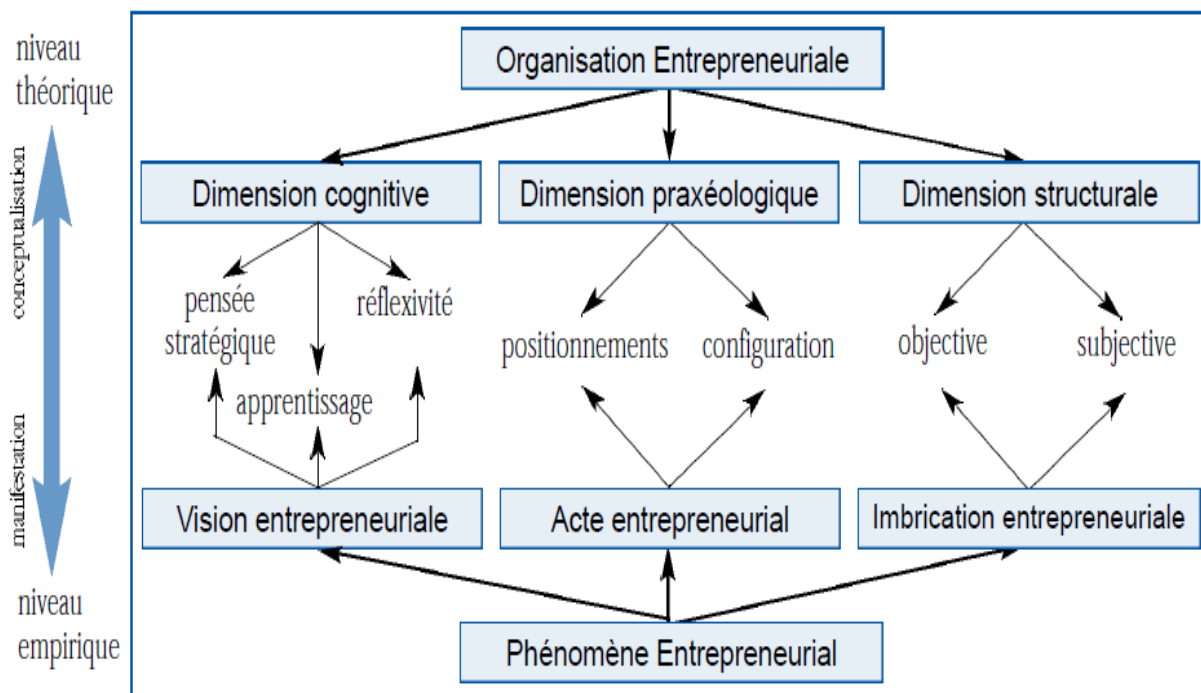 niveau
théorique
conceptualisation
manifestation
niveau
empirique
Organisation Entrepreneuriale
Dimension cognitive
Dimension praxéologique
Dimension structurale
pensée
stratégique
réflexivité
apprentissage
positionnements
configuration
objective
subjective
Vision entrepreneuriale
Acte entrepreneurial
Imbrication entrepreneuriale
Phénomène Entrepreneurial